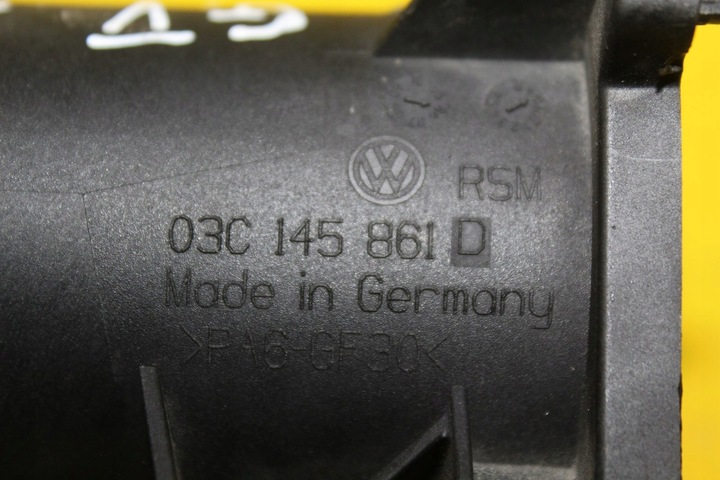 RSM
03C 145 861 D
Made in Germany
>PA6-GF30<